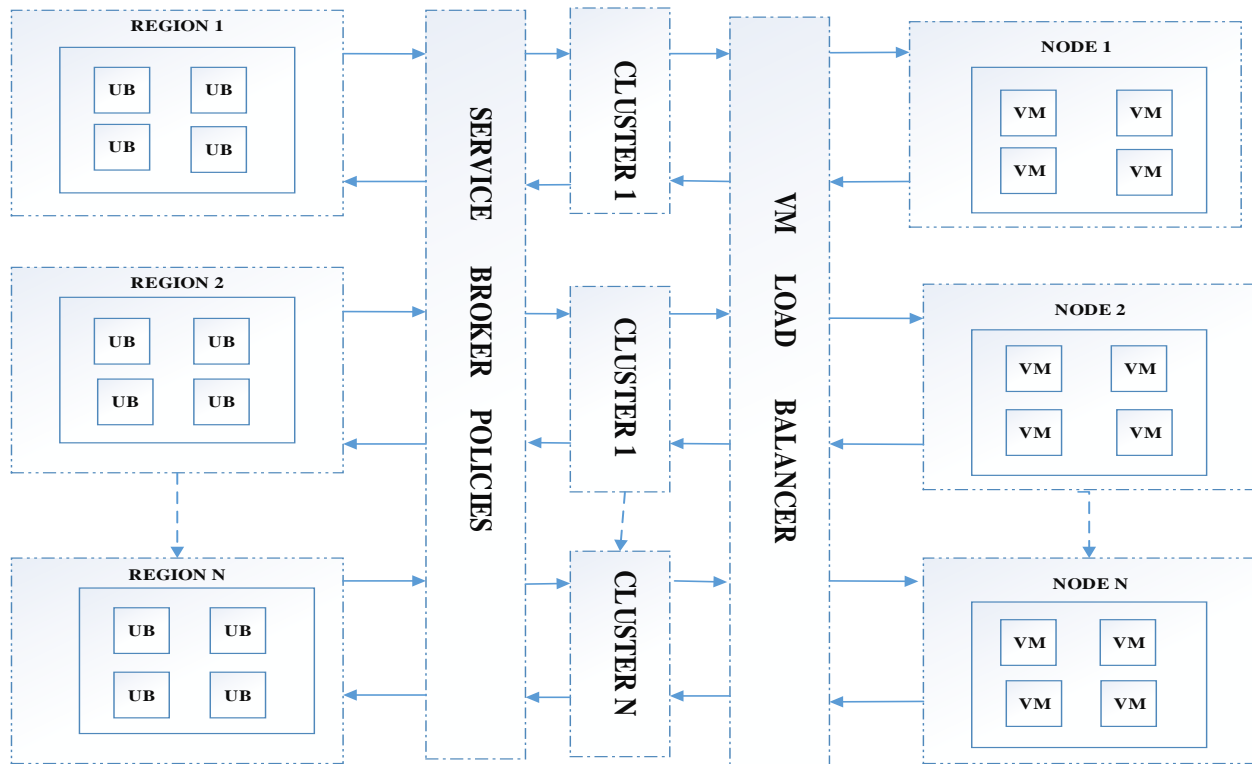 REGION 1
UB UB
UB UB
REGION 2
UB UB
UB UB
REGION N
UB UB
UB UB
SERVICE BROKER POLICIES
CLUSTER 1
CLUSTER 1
CLUSTER N
VM LOAD BALANCER
NODE 1
VM VM
VM VM
NODE 2
VM VM
VM VM
NODE N
VM VM
VM VM